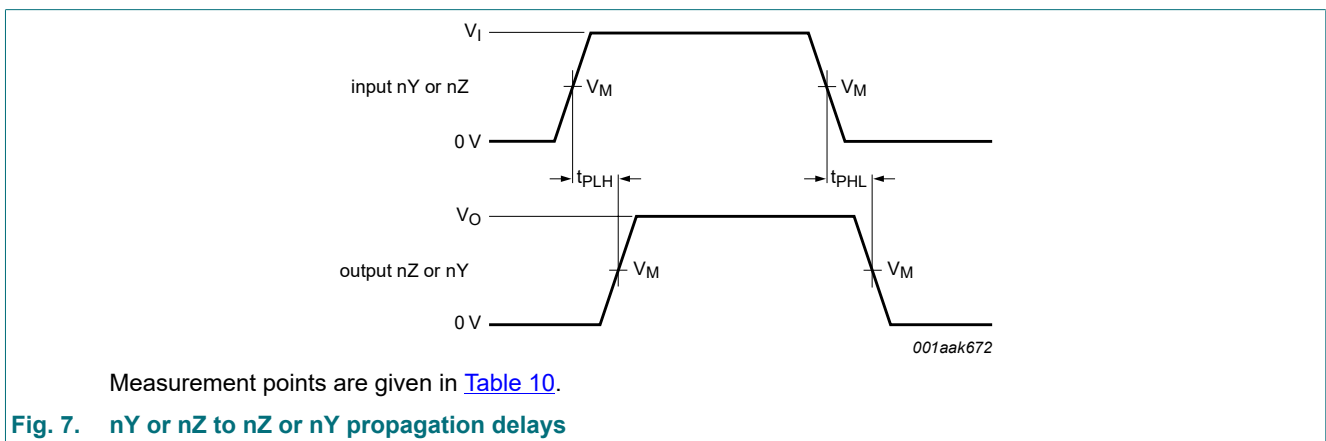 VI
input nY or nZ
VM
VM
0 V
tPLH
tPHL
VO
output nZ or nY
VM
VM
0 V
001aak672
Measurement points are given in Table 10.
Fig. 7. nY or nZ to nZ or nY propagation delays